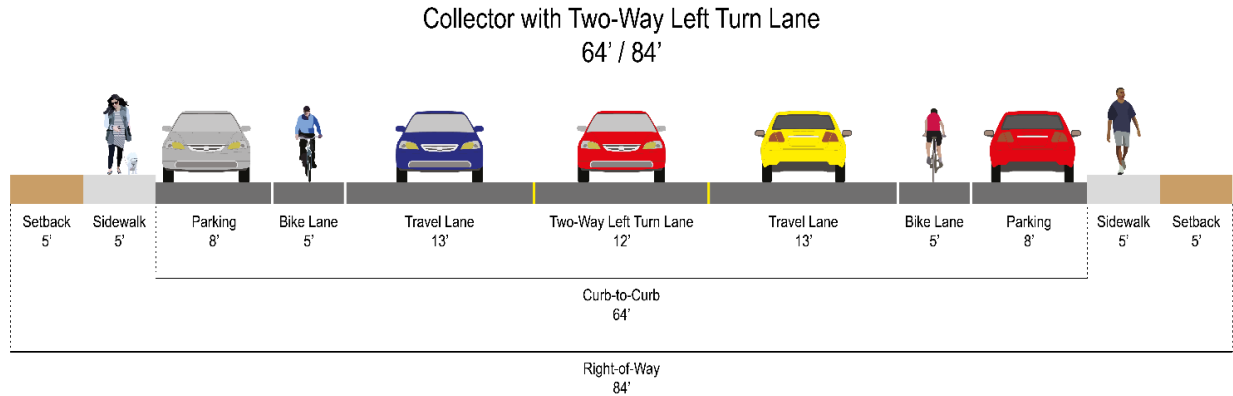 Collector with Two-Way Left Turn Lane
64’ / 84’
Setback
5’
Sidewalk
5’
Parking
8’
Bike Lane
5’
Travel Lane
13’
Two-Way Left Turn Lane
12’
Travel Lane
13’
Bike Lane
5’
Parking
8’
Sidewalk
5’
Setback
5’
Curb-to-Curb
64’
Right-of-Way
84’